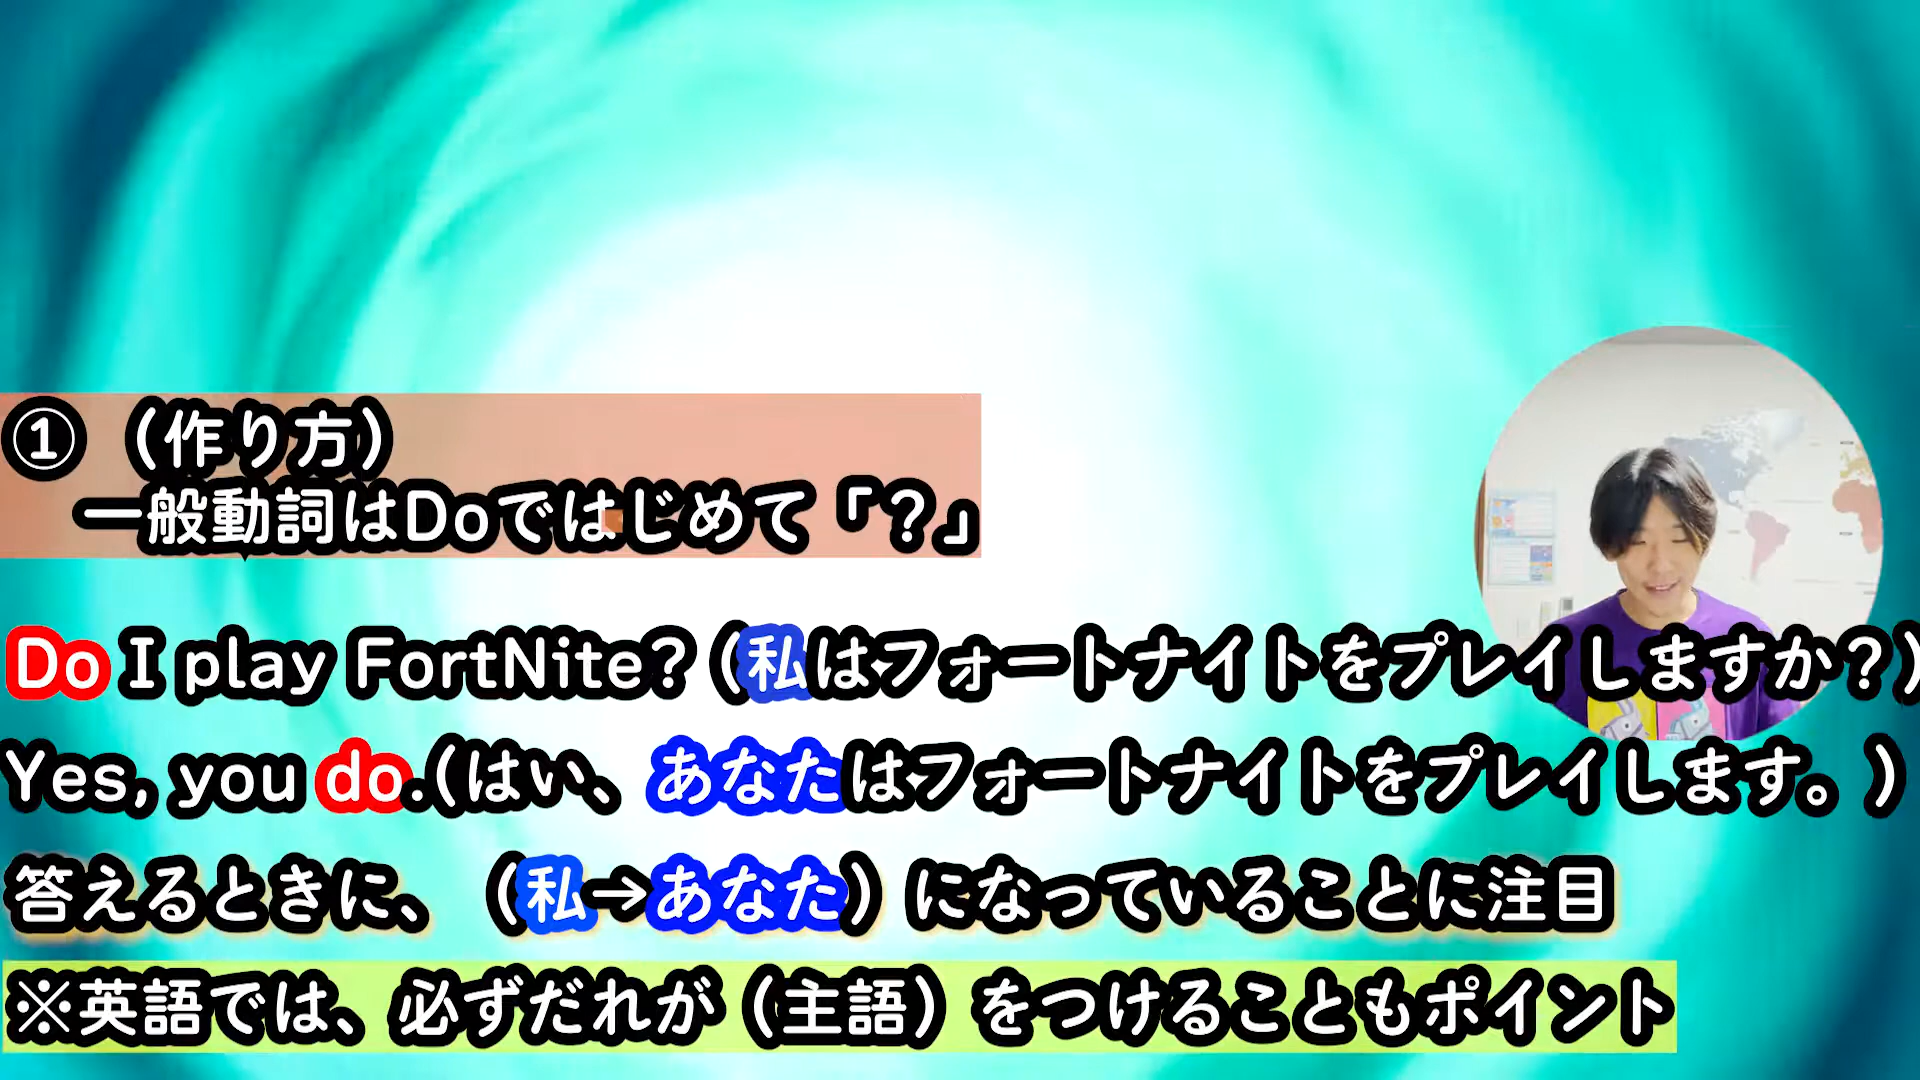 ① （作り方）
一般動詞はDoではじめて「？」
Do I play FortNite？（私はフォートナイトをプレイしますか？）
Yes, you do.（はい、あなたはフォートナイトをプレイします。）
答えるときに、（私→あなた）になっていることに注目
※英語では、必ずだれが（主語）をつけることもポイント